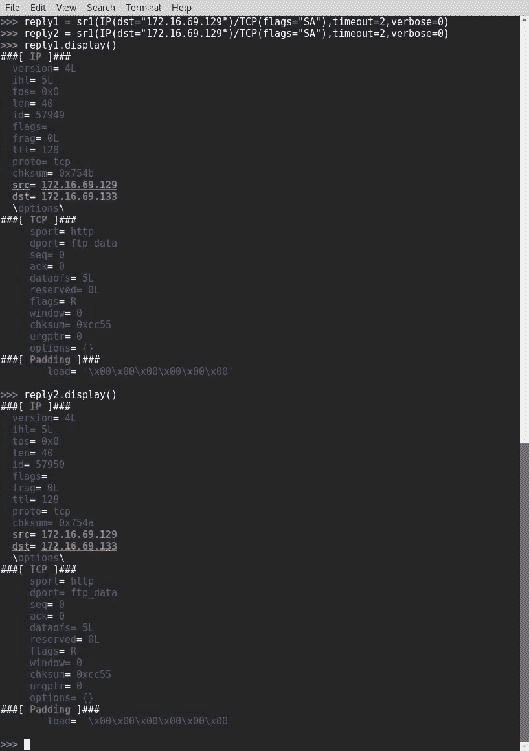 File Edit View Search Terminal Help
>>> reply1 = sr1(IP(dst="172.16.69.129")/TCP(flags="SA"),timeout=2,verbose=0)
>>> reply2 = sr1(IP(dst="172.16.69.129")/TCP(flags="SA"),timeout=2,verbose=0)
>>> reply1.display()
###[ IP ]###
version= 4L
ihl= 5L
tos= 0x0
len= 40
id= 57949
flags=
frag= 0L
ttl= 128
proto= tcp
chksum= 0x754b
src= 172.16.69.129
dst= 172.16.69.133
\options\
###[ TCP ]###
sport= http
dport= ftp_data
seq= 0
ack= 0
dataofs= 5L
reserved= 0L
flags= R
window= 0
chksum= 0xcc55
urgptr= 0
options= {}
###[ Padding ]###
load= '\x00\x00\x00\x00\x00\x00'
>>> reply2.display()
###[ IP ]###
version= 4L
ihl= 5L
tos= 0x0
len= 40
id= 57950
flags=
frag= 0L
ttl= 128
proto= tcp
chksum= 0x754a
src= 172.16.69.129
dst= 172.16.69.133
\options\
###[ TCP ]###
sport= http
dport= ftp_data
seq= 0
ack= 0
dataofs= 5L
reserved= 0L
flags= R
window= 0
chksum= 0xcc55
urgptr= 0
options= {}
###[ Padding ]###
load= '\x00\x00\x00\x00\x00\x00'
>>>